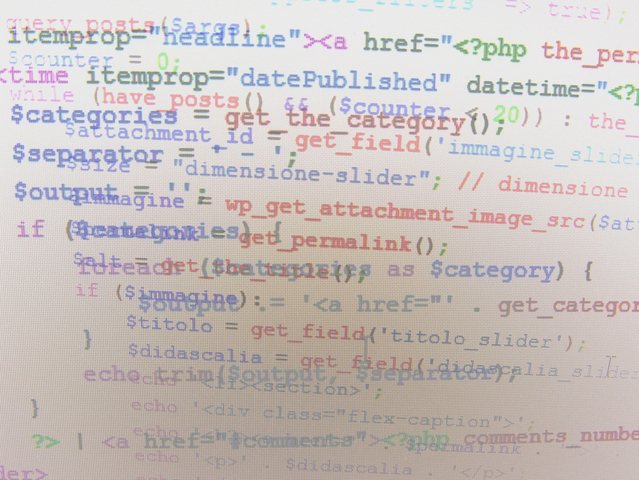 => true);
query_posts($args);
itemprop="headline"><a href="<?php the_per
$counter = 0;
<time itemprop="datePublished" datetime="<?
while (have_posts() && ($counter < 20)) : the_
$categories = get_the_category();
$attachment_id = get_field('immagine_slide
$separator = ' - ';
$size = "dimensione-slider"; // dimensione
$output = '';
$immagine = wp_get_attachment_image_src($at
if ($categories) {
$permalink = get_permalink();
$alt = get_the_title();
foreach ($categories as $category) {
if ($immagine):
$output .= '<a href="' . get_categor
$titolo = get_field('titolo_slider');
}
$didascalia = get_field('didascalia_slide
echo trim($output, $separator);
echo '<li><section>';
}
echo '<div class="flex-caption">';
?> | <a href="#comments"><?php comments_numbe
echo '<p>' . $didascalia . '</p>';
der>